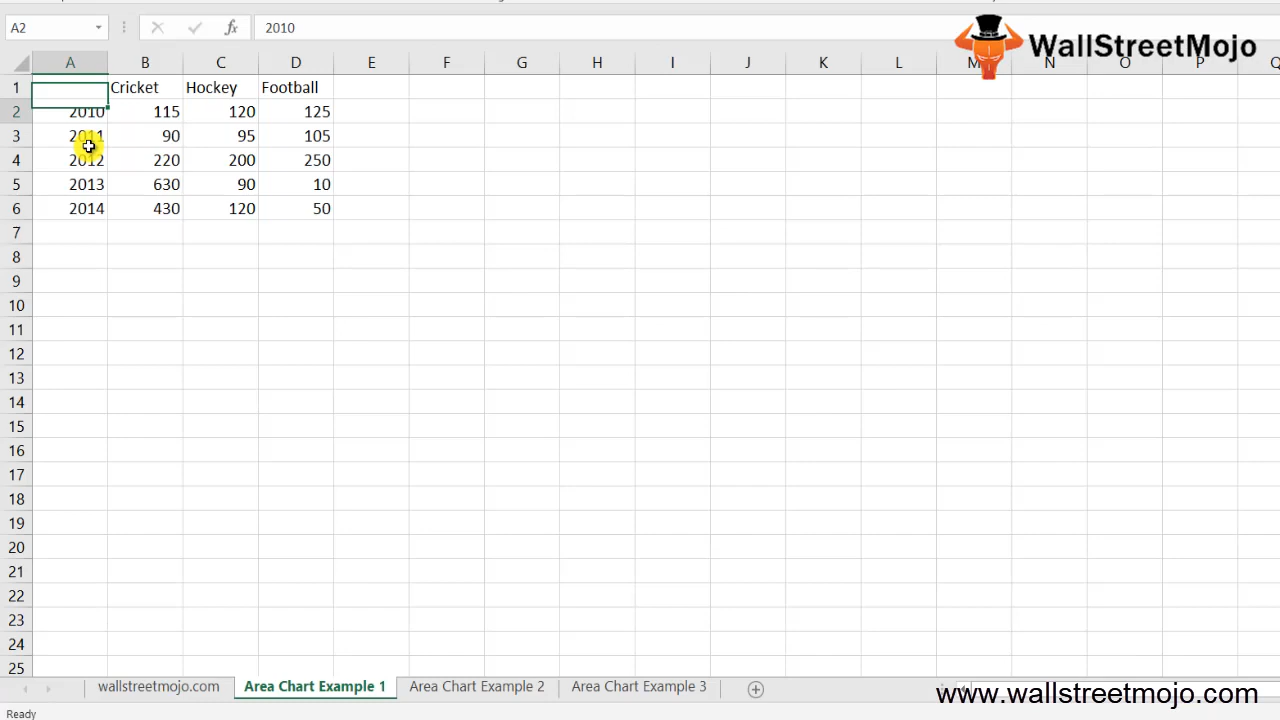 A2 fx 2010
WallStreetMojo
A B C D E F G H I J K L M N O P Q
1 Cricket Hockey Football
2 2010 115 120 125
3 2011 90 95 105
4 2012 220 200 250
5 2013 630 90 10
6 2014 430 120 50
7
8
9
10
11
12
13
14
15
16
17
18
19
20
21
22
23
24
25
wallstreetmojo.com Area Chart Example 1 Area Chart Example 2 Area Chart Example 3
www.wallstreetmojo.com
Ready